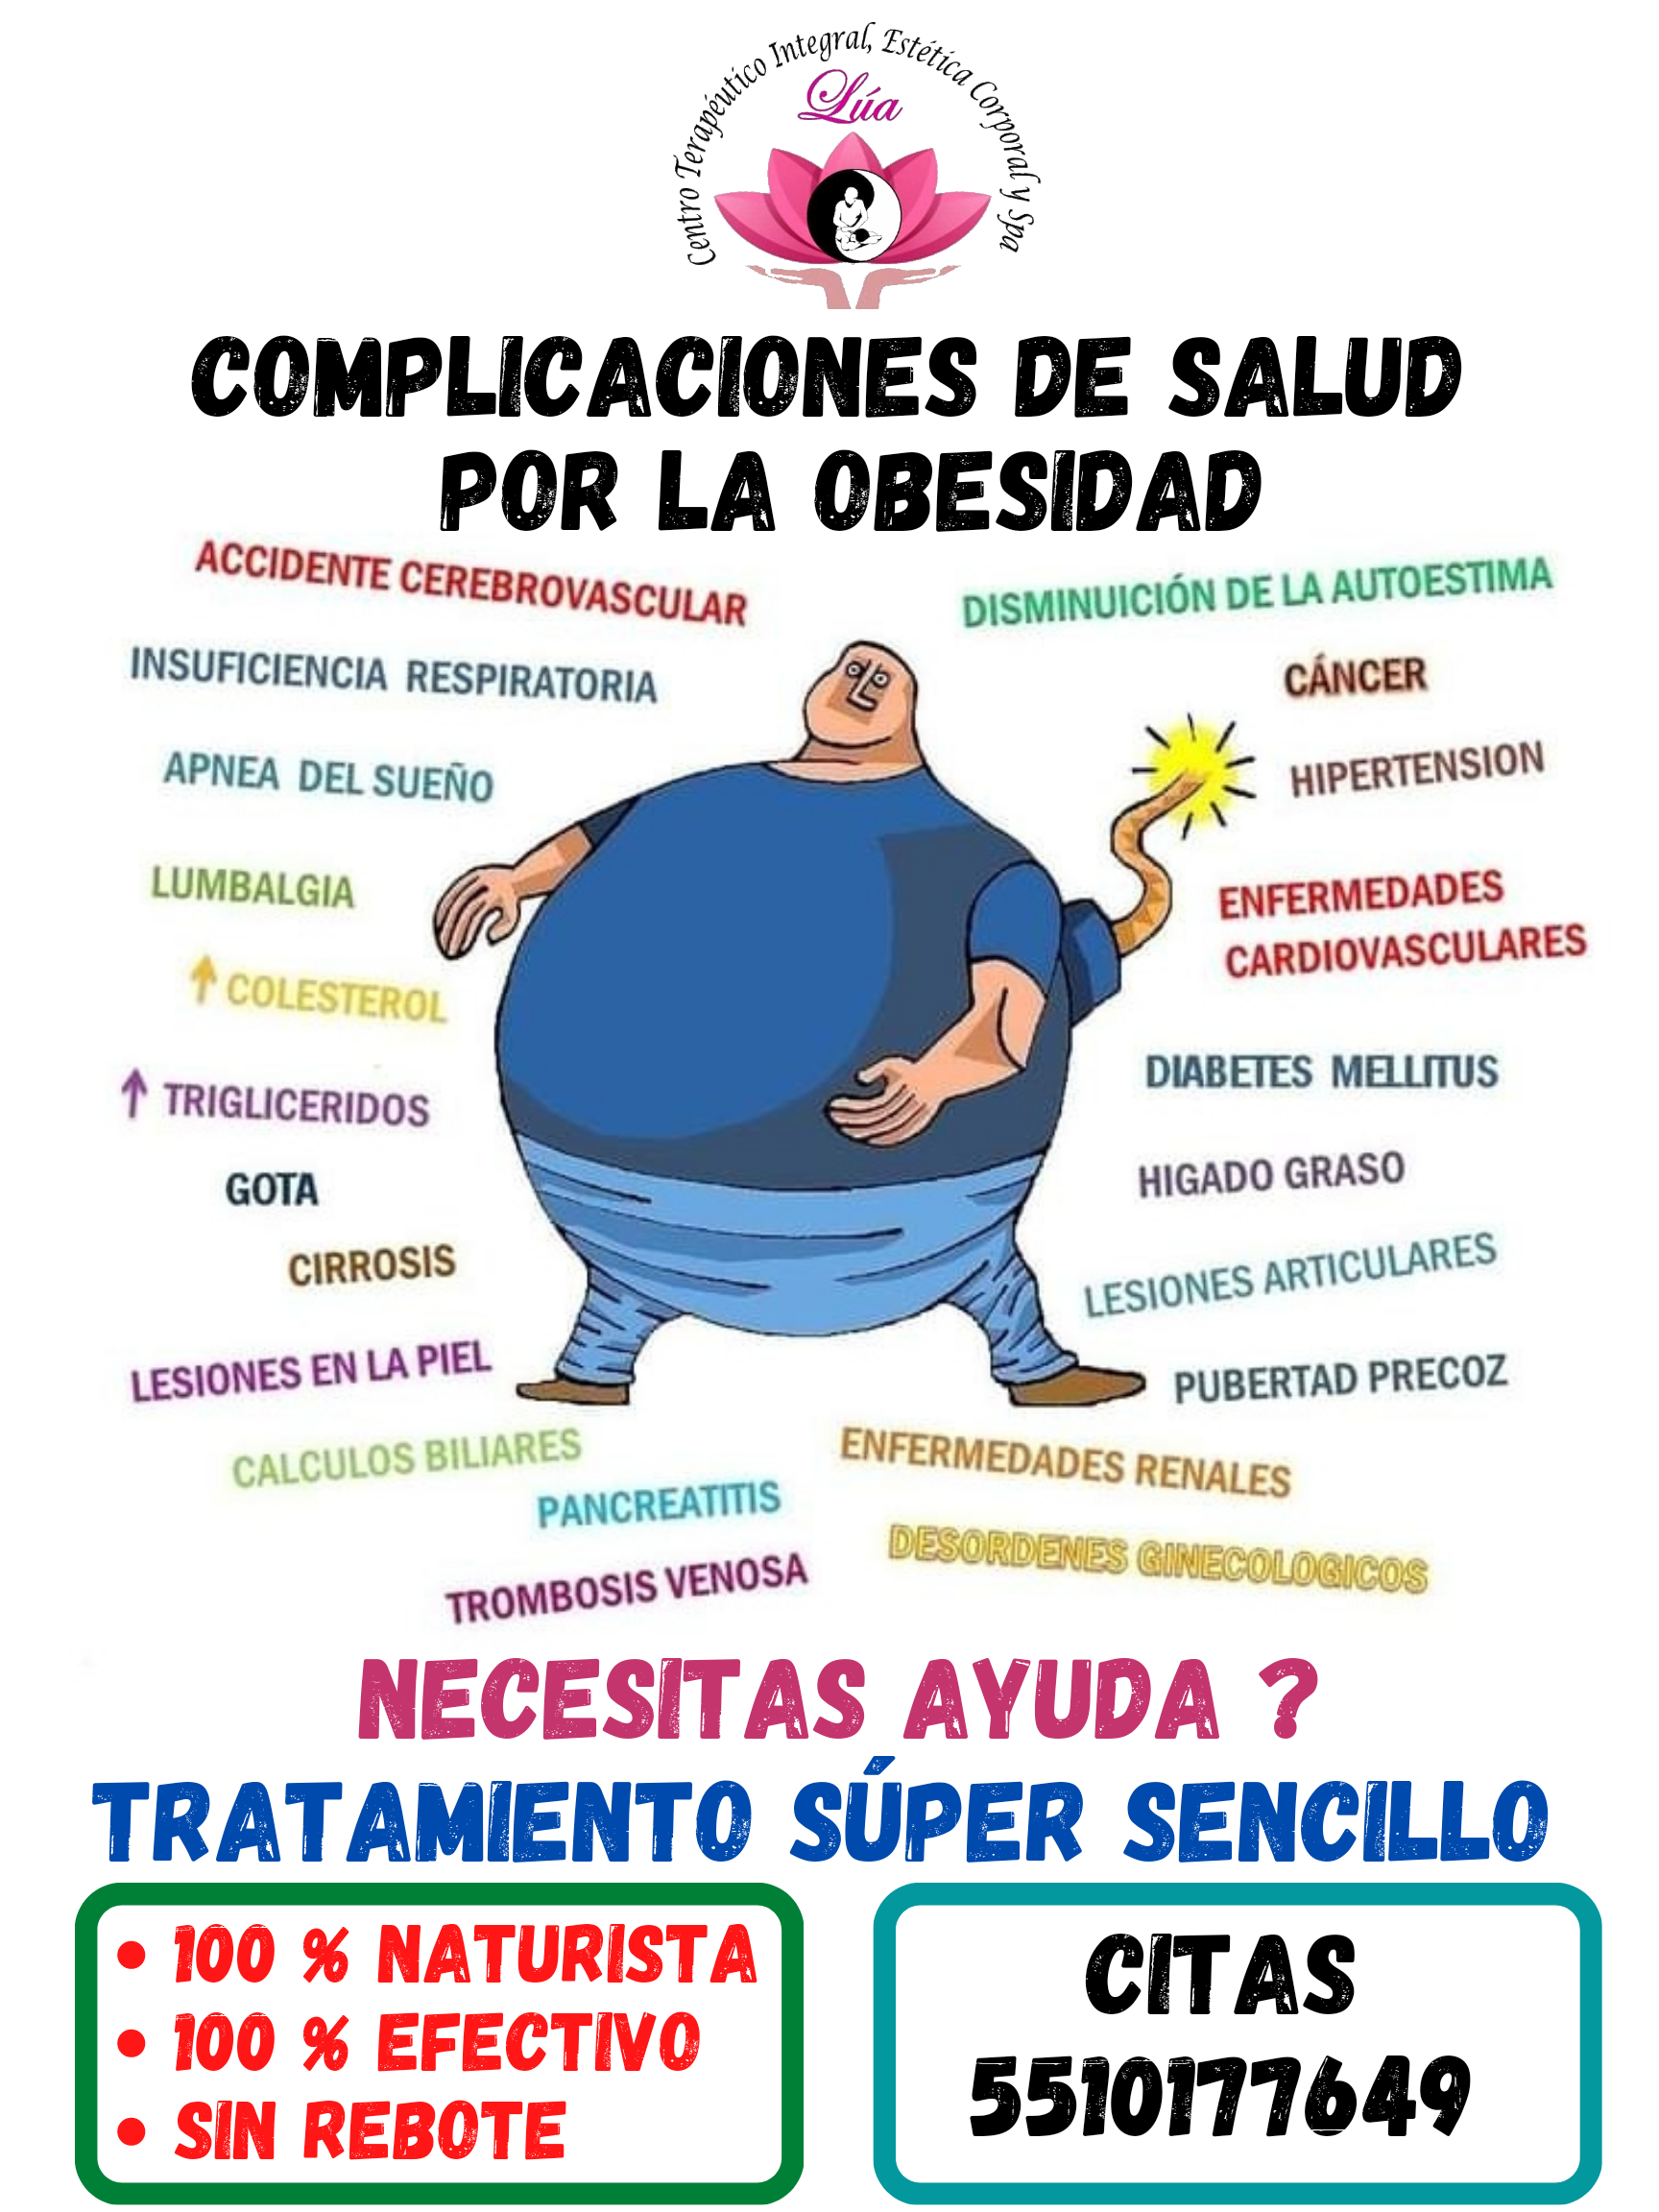 Centro Terapéutico Integral, Estética Corporal y Spa
Lúa
COMPLICACIONES DE SALUD
POR LA OBESIDAD
ACCIDENTE CEREBROVASCULAR
INSUFICIENCIA RESPIRATORIA
APNEA DEL SUEÑO
LUMBALGIA
↑ COLESTEROL
↑ TRIGLICERIDOS
GOTA
CIRROSIS
LESIONES EN LA PIEL
CALCULOS BILIARES
PANCREATITIS
TROMBOSIS VENOSA
DISMINUICIÓN DE LA AUTOESTIMA
CÁNCER
HIPERTENSION
ENFERMEDADES
CARDIOVASCULARES
DIABETES MELLITUS
HIGADO GRASO
LESIONES ARTICULARES
PUBERTAD PRECOZ
ENFERMEDADES RENALES
DESORDENES GINECOLOGICOS
NECESITAS AYUDA ?
TRATAMIENTO SÚPER SENCILLO
• 100 % NATURISTA
• 100 % EFECTIVO
• SIN REBOTE
CITAS
5510177649